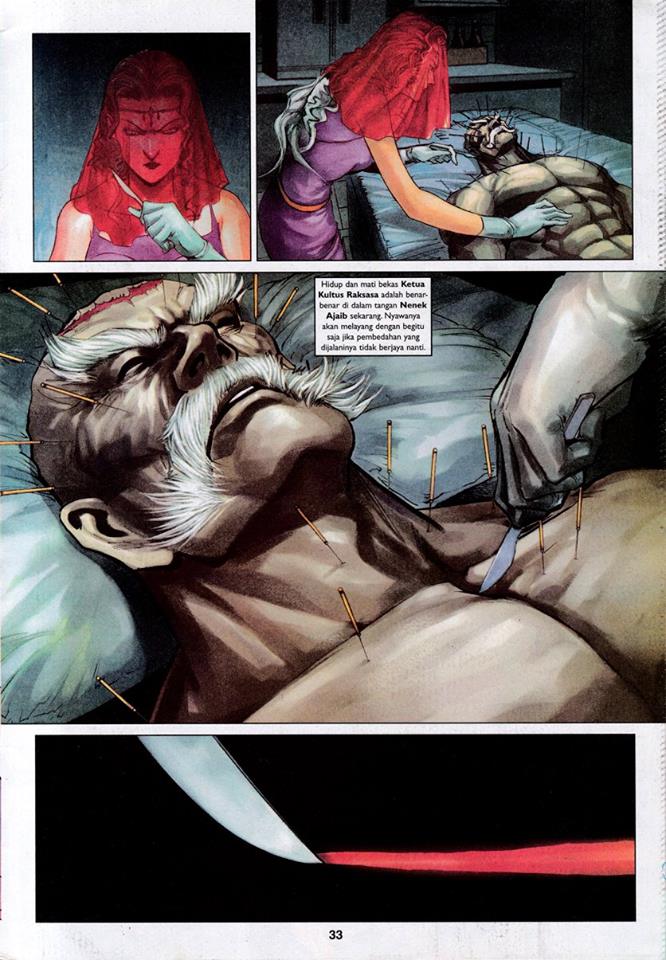 Hidup dan mati bekas Ketua
Kultus Raksasa adalah benar-
benar di dalam tangan Nenek
Ajaib sekarang. Nyawanya
akan melayang dengan begitu
saja jika pembedahan yang
dijalaninya tidak berjaya nanti.
33